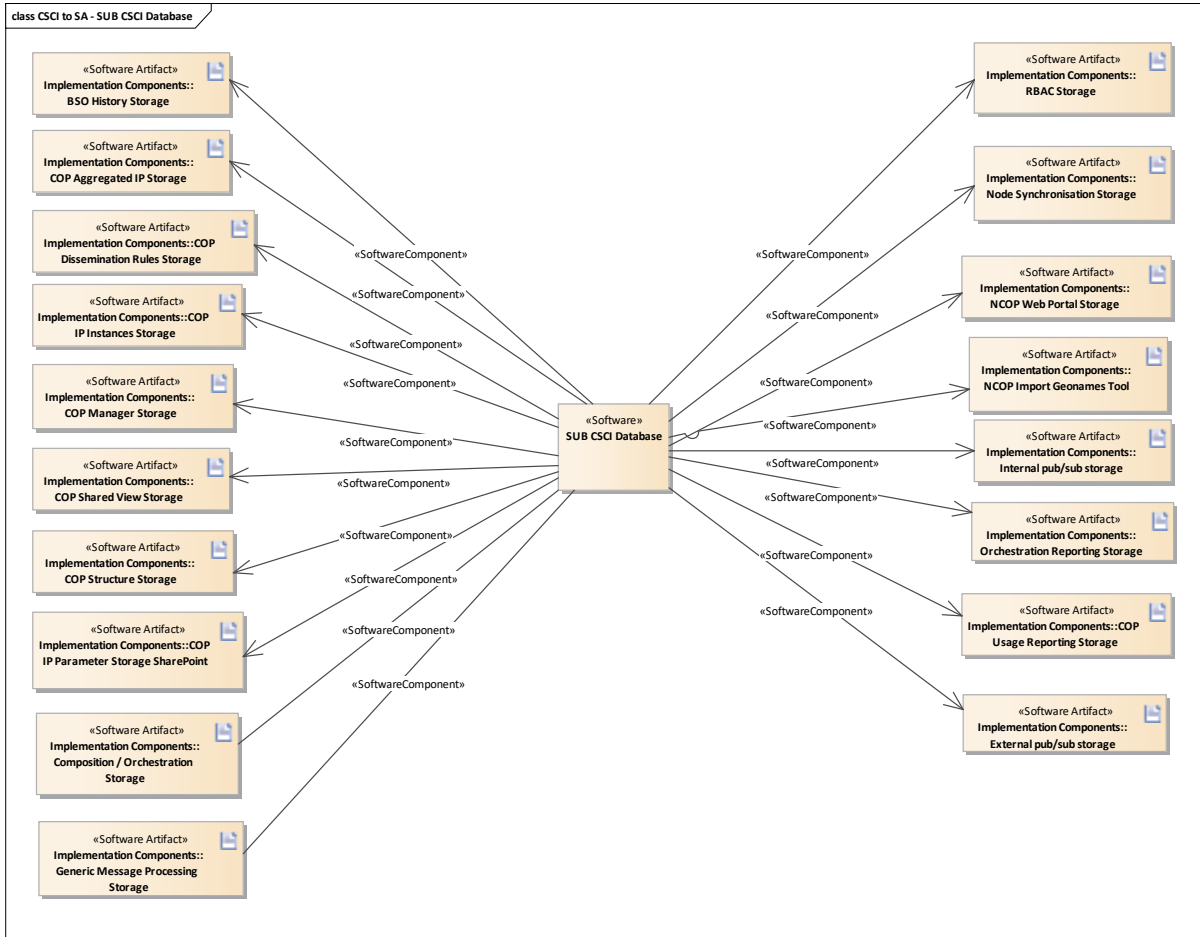 class CSCI to SA - SUB CSCI Database
«Software Artifact»
Implementation Components::
BSO History Storage
«Software Artifact»
Implementation Components::
COP Aggregated IP Storage
«Software Artifact»
Implementation Components::COP
Dissemination Rules Storage
«Software Artifact»
Implementation Components::COP
IP Instances Storage
«Software Artifact»
Implementation Components::
COP Manager Storage
«Software Artifact»
Implementation Components::
COP Shared View Storage
«Software Artifact»
Implementation Components::
COP Structure Storage
«Software Artifact»
Implementation Components::COP
IP Parameter Storage SharePoint
«Software Artifact»
Implementation Components::
Composition / Orchestration
Storage
«Software Artifact»
Implementation Components::
Generic Message Processing
Storage
«SoftwareComponent»
«SoftwareComponent»
«SoftwareComponent»
«SoftwareComponent»
«SoftwareComponent»
«SoftwareComponent»
«SoftwareComponent»
«SoftwareComponent»
«SoftwareComponent»
«SoftwareComponent»
«Software»
SUB CSCI Database
«SoftwareComponent»
«SoftwareComponent»
«SoftwareComponent»
«SoftwareComponent»
«SoftwareComponent»
«SoftwareComponent»
«SoftwareComponent»
«SoftwareComponent»
«Software Artifact»
Implementation Components::
RBAC Storage
«Software Artifact»
Implementation Components::
Node Synchronisation Storage
«Software Artifact»
Implementation Components::
NCOP Web Portal Storage
«Software Artifact»
Implementation Components::
NCOP Import Geonames Tool
«Software Artifact»
Implementation Components::
Internal pub/sub storage
«Software Artifact»
Implementation Components::
Orchestration Reporting Storage
«Software Artifact»
Implementation Components::COP
Usage Reporting Storage
«Software Artifact»
Implementation Components::
External pub/sub storage